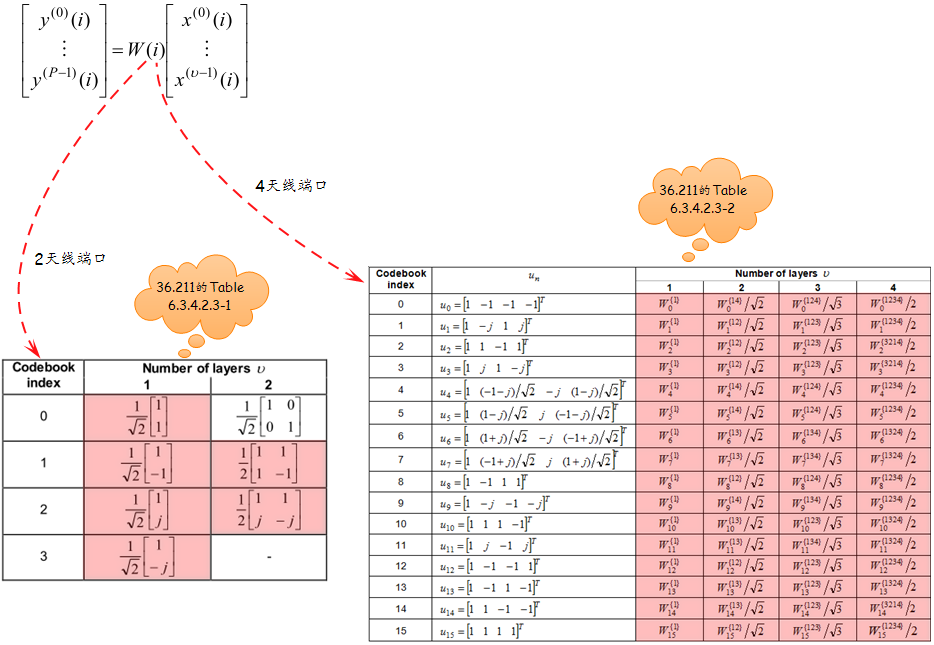 [y^{(0)}(i) ⋮ y^{(P-1)}(i)] = W(i) [x^{(0)}(i) ⋮ x^{(υ-1)}(i)]
4天线端口
2天线端口
36.211的Table
6.3.4.2.3-2
36.211的Table
6.3.4.2.3-1
Codebook index | Number of layers υ
1 | 2
0 | 1/√2 [1; 1] | 1/√2 [1 0; 0 1]
1 | 1/√2 [1; -1] | 1/2 [1 1; 1 -1]
2 | 1/√2 [1; j] | 1/2 [1 1; j -j]
3 | 1/√2 [1; -j] | -
Codebook index | u_n | Number of layers υ
1 | 2 | 3 | 4
0 | u_0 = [1 -1 -1 -1]^T | W_0^{{1}} | W_0^{{14}}/√2 | W_0^{{124}}/√3 | W_0^{{1234}}/2
1 | u_1 = [1 -j 1 j]^T | W_1^{{1}} | W_1^{{12}}/√2 | W_1^{{123}}/√3 | W_1^{{1234}}/2
2 | u_2 = [1 1 -1 1]^T | W_2^{{1}} | W_2^{{12}}/√2 | W_2^{{123}}/√3 | W_2^{{3214}}/2
3 | u_3 = [1 j 1 -j]^T | W_3^{{1}} | W_3^{{12}}/√2 | W_3^{{123}}/√3 | W_3^{{3214}}/2
4 | u_4 = [1 (-1-j)/√2 -j (1-j)/√2]^T | W_4^{{1}} | W_4^{{14}}/√2 | W_4^{{124}}/√3 | W_4^{{1234}}/2
5 | u_5 = [1 (1-j)/√2 j (-1-j)/√2]^T | W_5^{{1}} | W_5^{{14}}/√2 | W_5^{{124}}/√3 | W_5^{{1234}}/2
6 | u_6 = [1 (1+j)/√2 -j (-1+j)/√2]^T | W_6^{{1}} | W_6^{{13}}/√2 | W_6^{{134}}/√3 | W_6^{{1324}}/2
7 | u_7 = [1 (-1+j)/√2 j (1+j)/√2]^T | W_7^{{1}} | W_7^{{13}}/√2 | W_7^{{134}}/√3 | W_7^{{1324}}/2
8 | u_8 = [1 -1 1 1]^T | W_8^{{1}} | W_8^{{12}}/√2 | W_8^{{124}}/√3 | W_8^{{1234}}/2
9 | u_9 = [1 -j -1 -j]^T | W_9^{{1}} | W_9^{{14}}/√2 | W_9^{{134}}/√3 | W_9^{{1234}}/2
10 | u_10 = [1 1 1 -1]^T | W_10^{{1}} | W_10^{{13}}/√2 | W_10^{{123}}/√3 | W_10^{{1324}}/2
11 | u_11 = [1 j -1 j]^T | W_11^{{1}} | W_11^{{13}}/√2 | W_11^{{134}}/√3 | W_11^{{1324}}/2
12 | u_12 = [1 -1 -1 1]^T | W_12^{{1}} | W_12^{{12}}/√2 | W_12^{{123}}/√3 | W_12^{{1234}}/2
13 | u_13 = [1 -1 1 -1]^T | W_13^{{1}} | W_13^{{13}}/√2 | W_13^{{123}}/√3 | W_13^{{1324}}/2
14 | u_14 = [1 1 -1 -1]^T | W_14^{{1}} | W_14^{{13}}/√2 | W_14^{{123}}/√3 | W_14^{{3214}}/2
15 | u_15 = [1 1 1 1]^T | W_15^{{1}} | W_15^{{12}}/√2 | W_15^{{123}}/√3 | W_15^{{1234}}/2